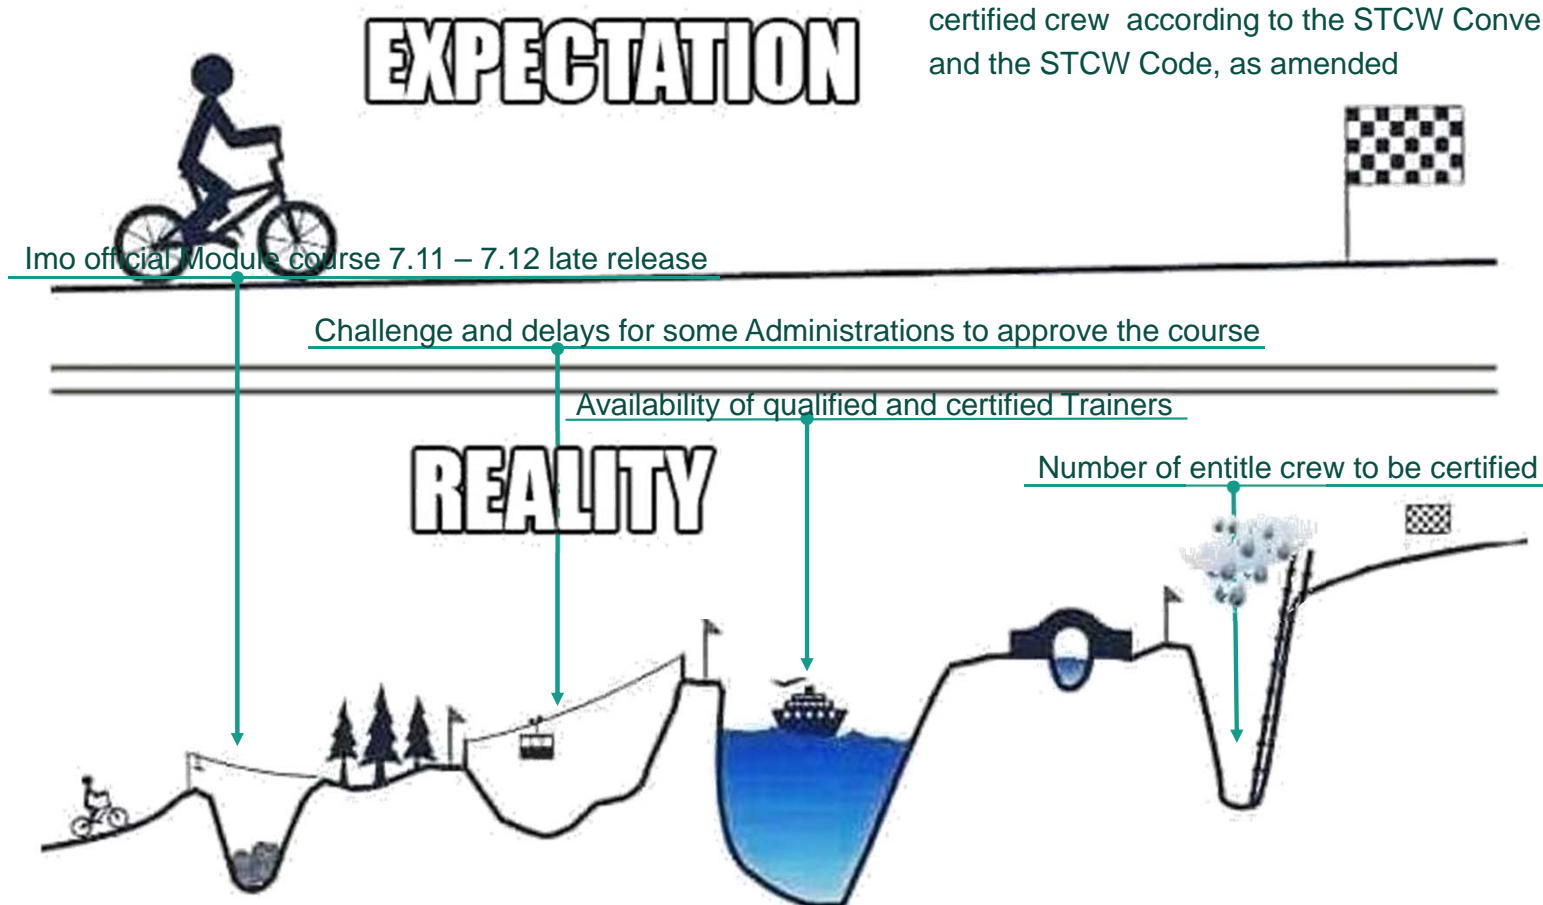 EXPECTATION
certified crew according to the STCW Conve
and the STCW Code, as amended
Imo official Module course 7.11 – 7.12 late release
Challenge and delays for some Administrations to approve the course
Availability of qualified and certified Trainers
REALITY
Number of entitle crew to be certified